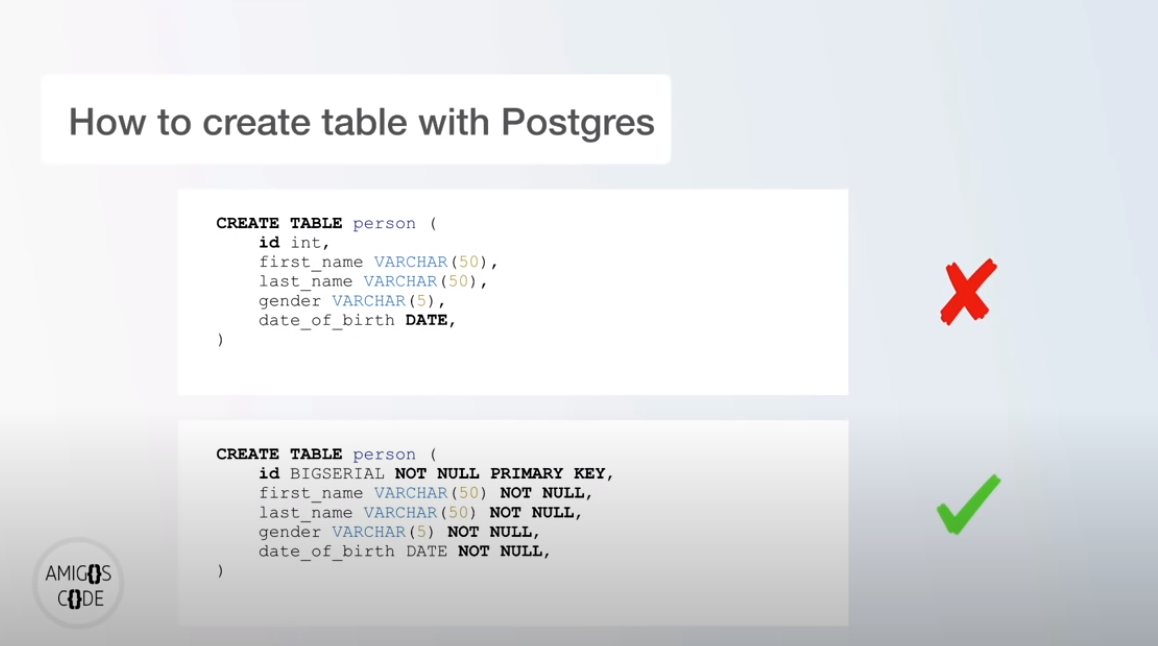 How to create table with Postgres
CREATE TABLE person (
id int,
first_name VARCHAR(50),
last_name VARCHAR(50),
gender VARCHAR(5),
date_of_birth DATE,
)
CREATE TABLE person (
id BIGSERIAL NOT NULL PRIMARY KEY,
first_name VARCHAR(50) NOT NULL,
last_name VARCHAR(50) NOT NULL,
gender VARCHAR(5) NOT NULL,
date_of_birth DATE NOT NULL,
)
AMIG{}S
C{}DE